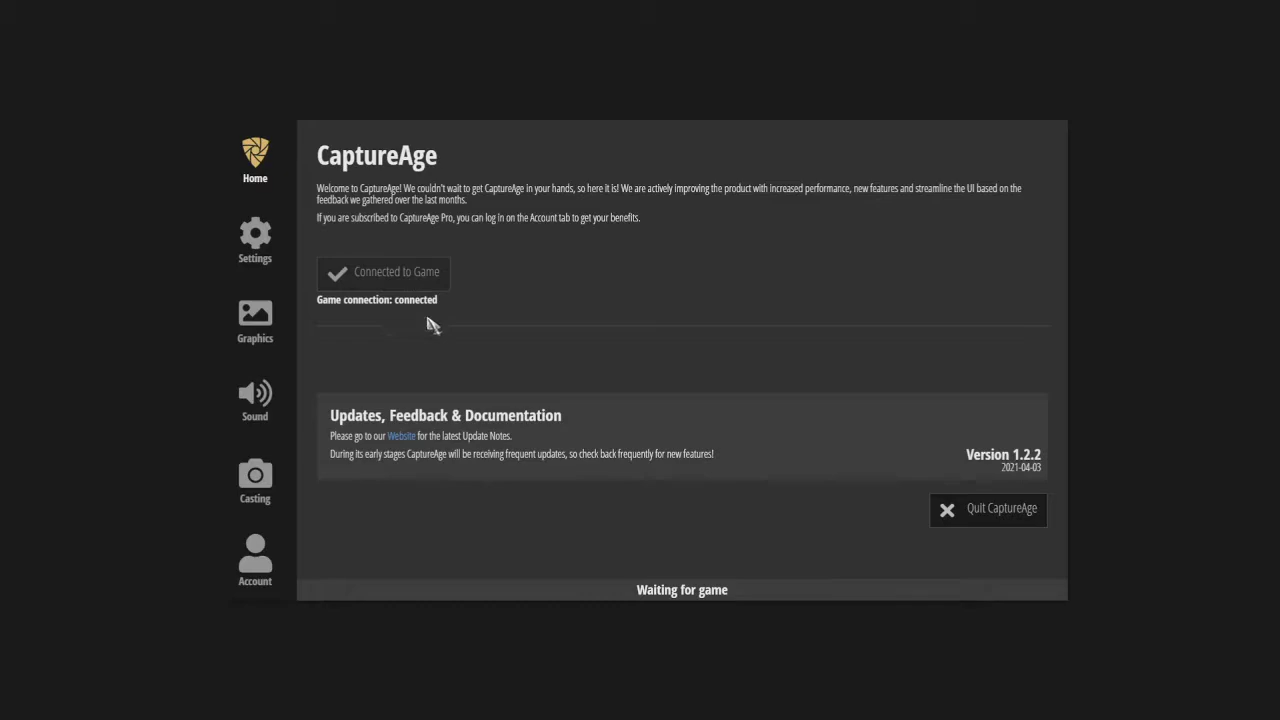 CaptureAge
Welcome to CaptureAge! We couldn't wait to get CaptureAge in your hands, so here it is! We are actively improving the product with increased performance, new features and streamline the UI based on the
feedback we gathered over the last months.
If you are subscribed to CaptureAge Pro, you can log in on the Account tab to get your benefits.
Connected to Game
Game connection: connected
Home
Settings
Graphics
Sound
Casting
Account
Updates, Feedback & Documentation
Please go to our Website for the latest Update Notes.
During its early stages CaptureAge will be receiving frequent updates, so check back frequently for new features!
Version 1.2.2
2021-04-03
Quit CaptureAge
Waiting for game